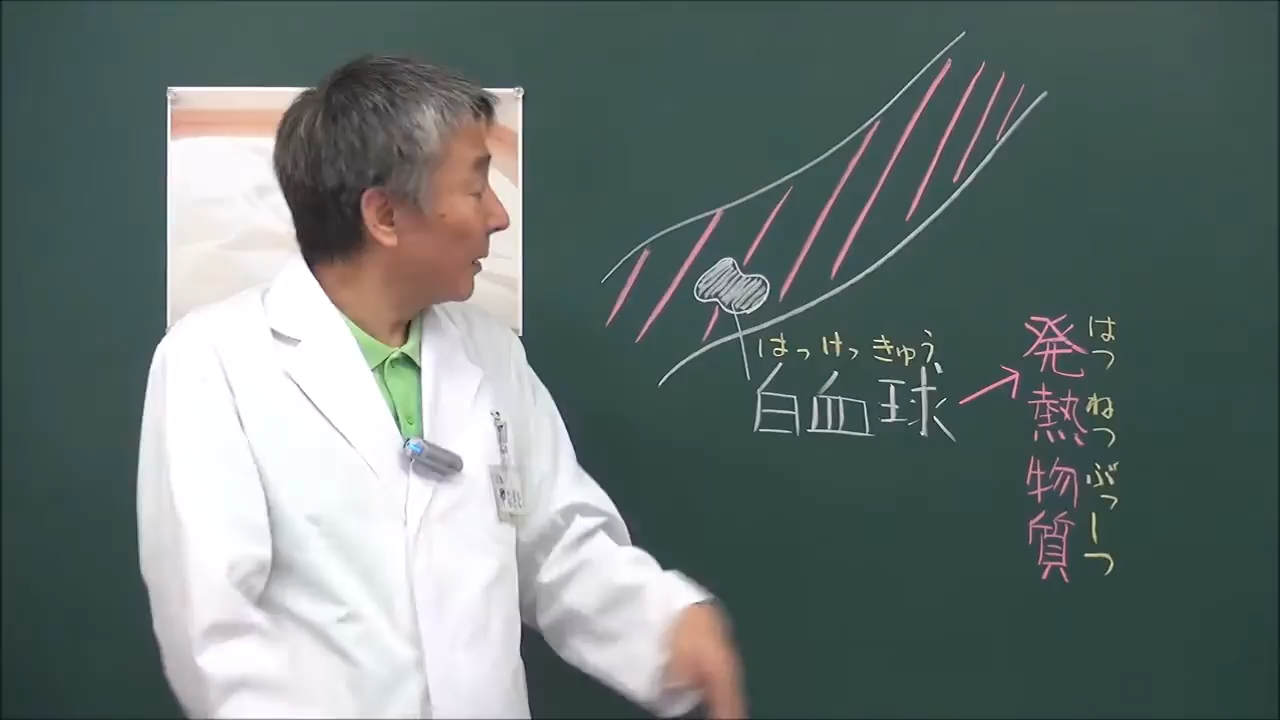 はっけっきゅう
白血球
発熱物質
はつねつぶっしつ